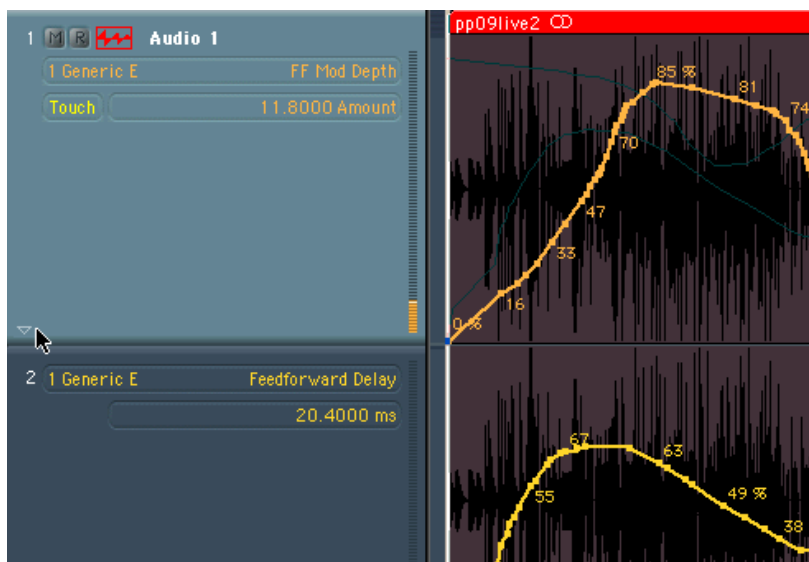 1 M R Audio 1
1 Generic E FF Mod Depth
Touch 11.8000 Amount
2 1 Generic E Feedforward Delay
20.4000 ms
pp09live2
0 %
16
33
47
70
85 %
81
74
55
67
63
49 %
38